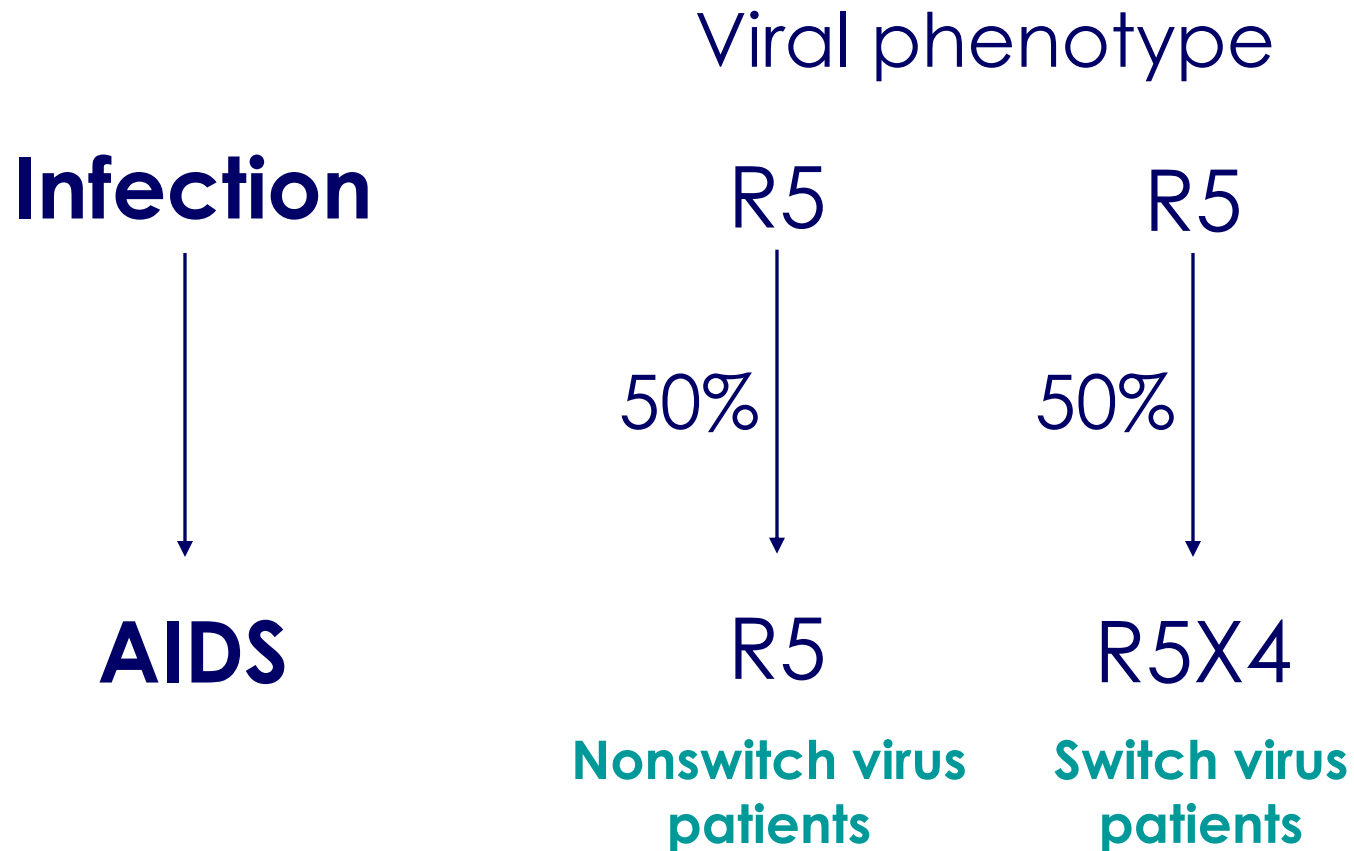 Viral phenotype
Infection R5 R5
50% 50%
AIDS R5 R5X4
Nonswitch virus Switch virus
patients patients